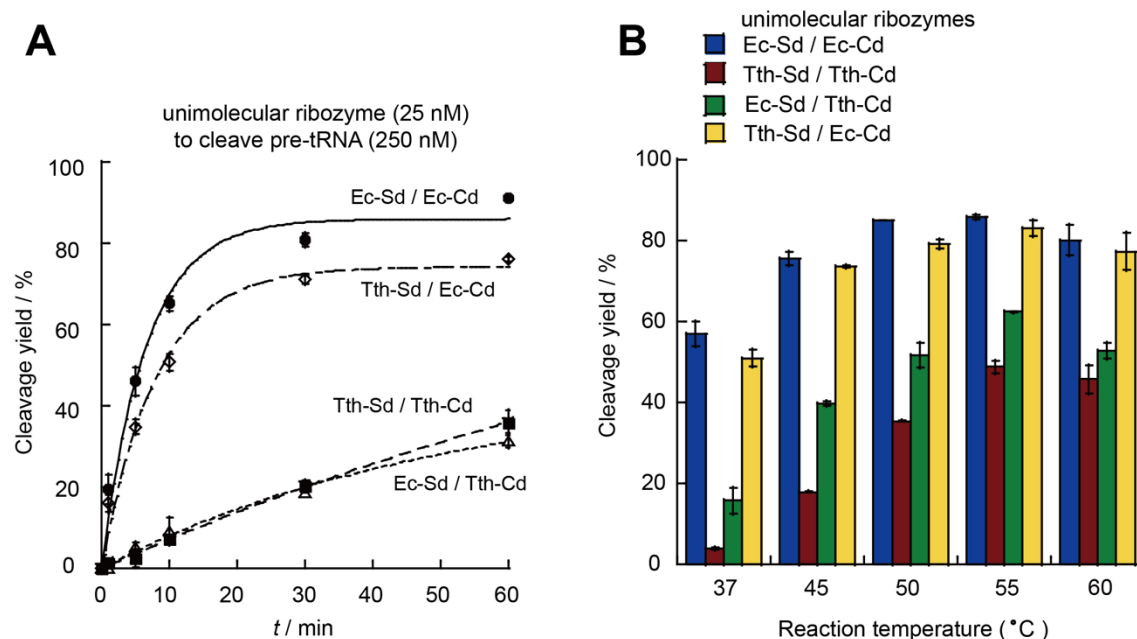 A
unimolecular ribozyme (25 nM)
to cleave pre-tRNA (250 nM)
Cleavage yield / %
100
80
60
40
20
0
Ec-Sd / Ec-Cd
Tth-Sd / Ec-Cd
Tth-Sd / Tth-Cd
Ec-Sd / Tth-Cd
0 10 20 30 40 50 60
t / min
B
unimolecular ribozymes
Ec-Sd / Ec-Cd
Tth-Sd / Tth-Cd
Ec-Sd / Tth-Cd
Tth-Sd / Ec-Cd
Cleavage yield / %
100
80
60
40
20
0
37 45 50 55 60
Reaction temperature (°C)